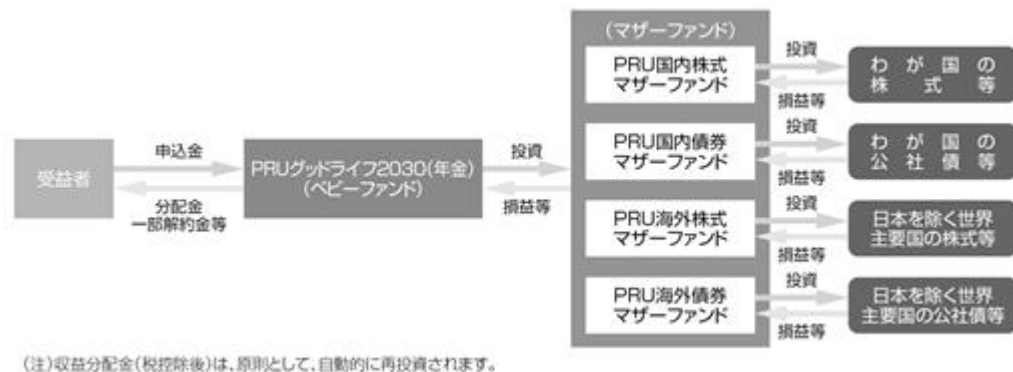 (マザーファンド)
PRU国内株式
マザーファンド
投資
損益等
わが国の
株式等
PRU国内債券
マザーファンド
投資
損益等
わが国の
公社債等
受益者
申込金
分配金
一部解約金等
PRUグッドライフ2030(年金)
(ベビーファンド)
投資
損益等
PRU海外株式
マザーファンド
投資
損益等
日本を除く世界
主要国の株式等
PRU海外債券
マザーファンド
投資
損益等
日本を除く世界
主要国の公社債等
(注)収益分配金(税控除後)は、原則として、自動的に再投資されます。